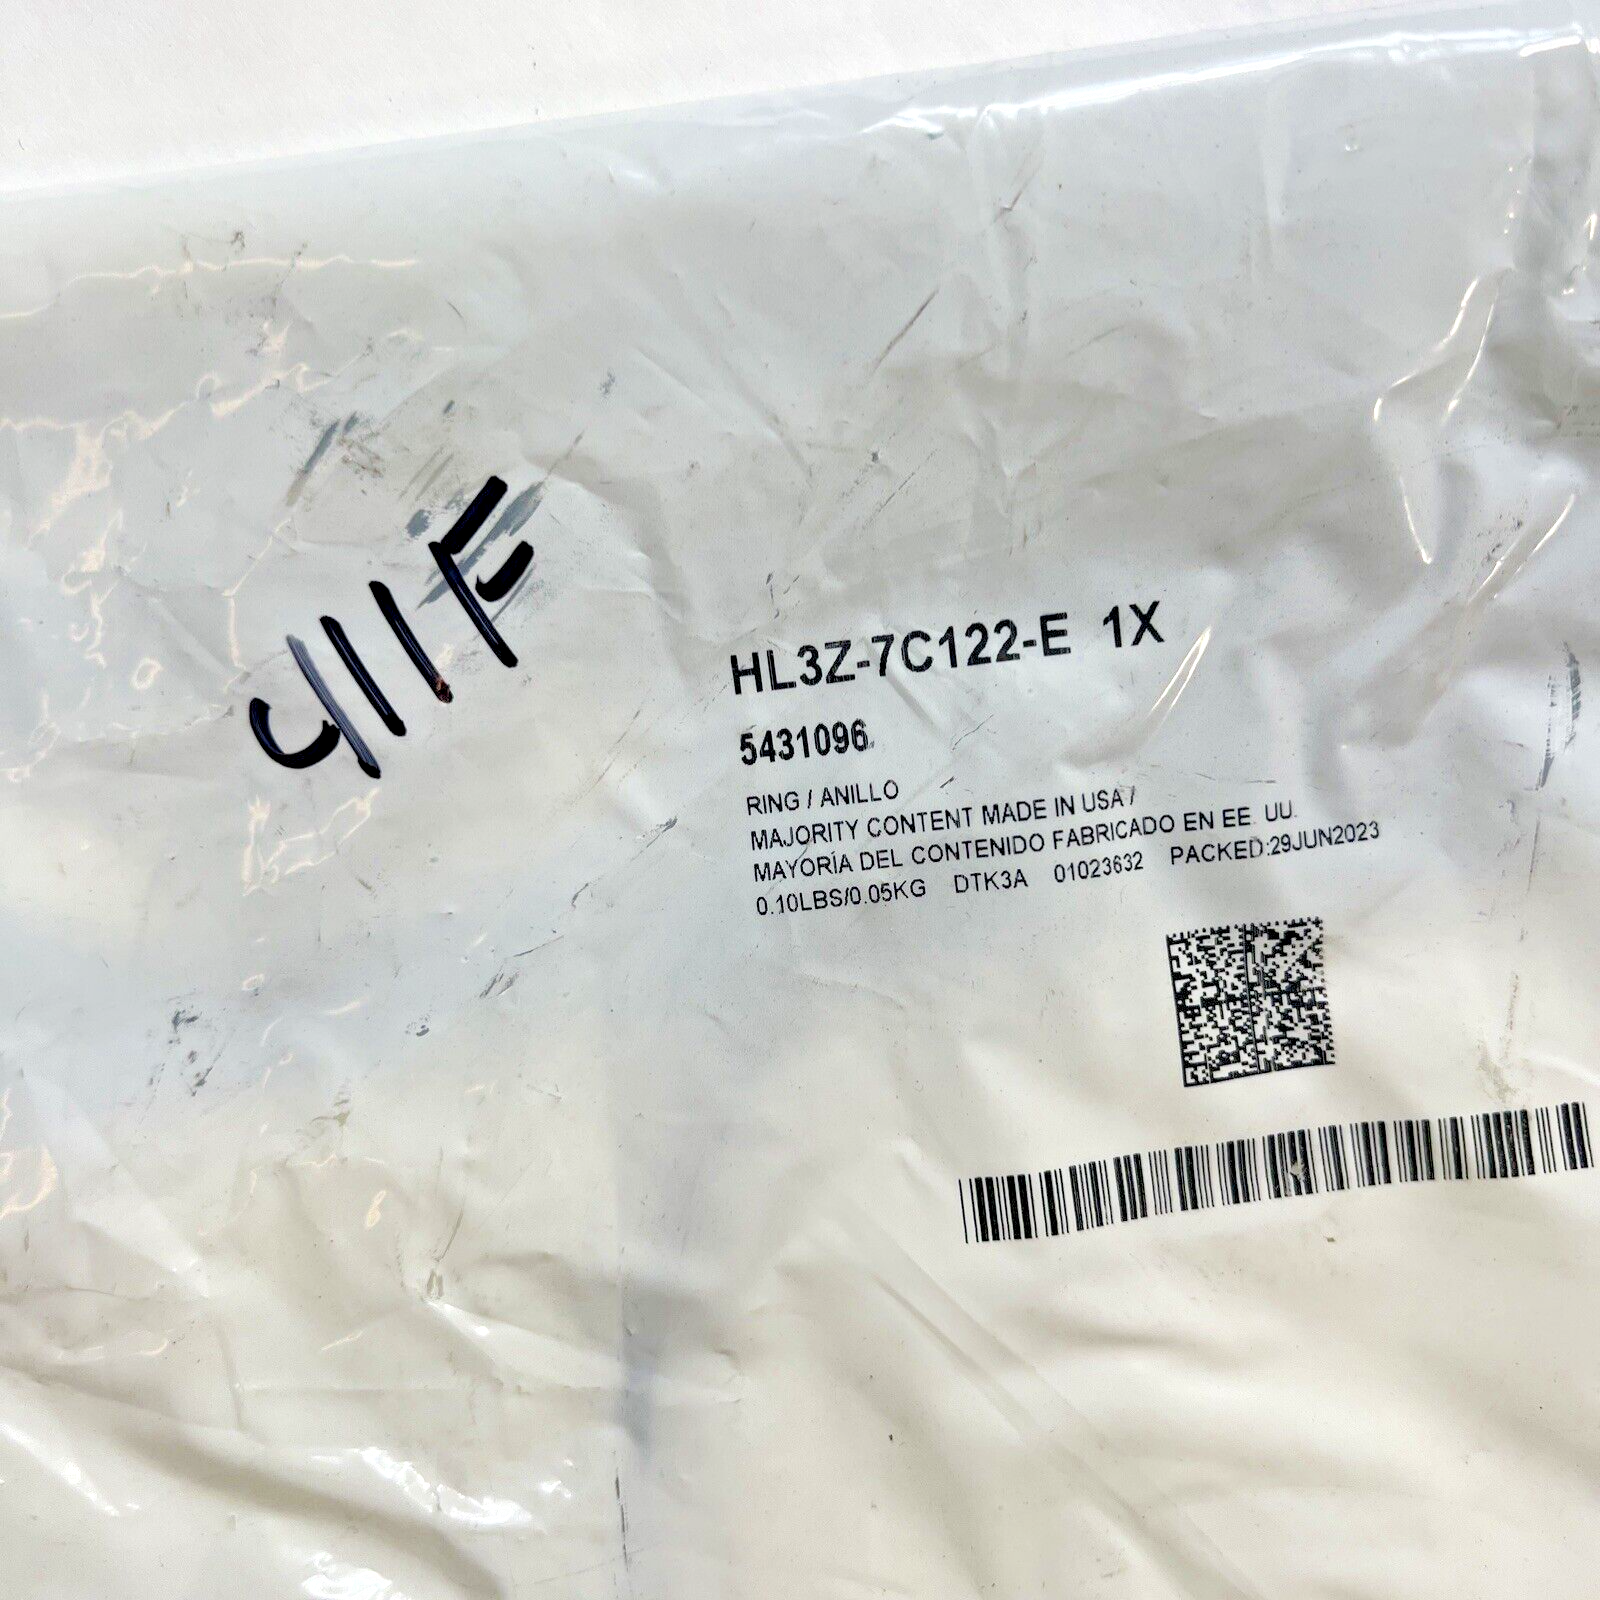 411F
HL3Z-7C122-E 1X
5431096
RING / ANILLO
MAJORITY CONTENT MADE IN USA /
MAYORÍA DEL CONTENIDO FABRICADO EN EE. UU.
0.10LBS/0.05KG DTK3A 01023632 PACKED:29JUN2023